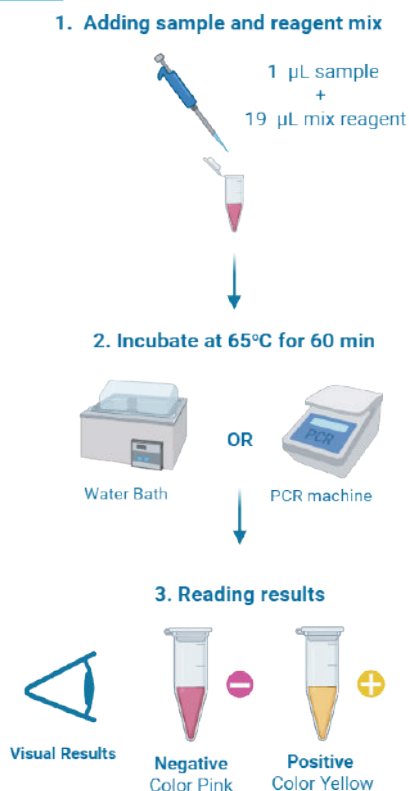 1. Adding sample and reagent mix
1 µL sample
+
19 µL mix reagent
2. Incubate at 65°C for 60 min
OR
PCR
Water Bath
PCR machine
3. Reading results
Visual Results
Negative
Color Pink
Positive
Color Yellow